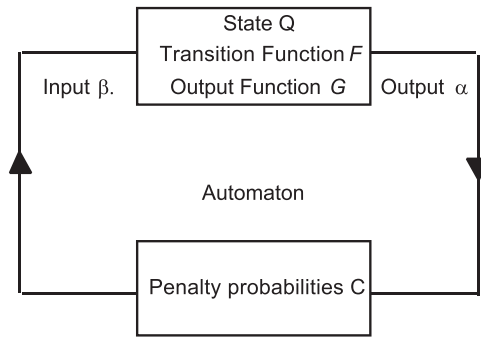 State Q
Transition Function F
Input β.
Output Function G
Output α
Automaton
Penalty probabilities C